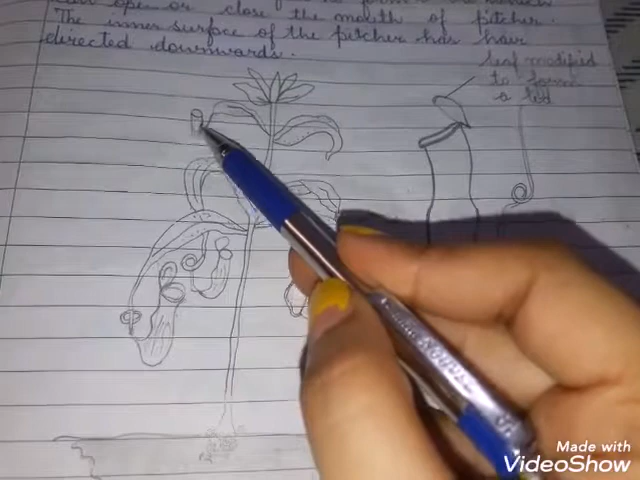 open or close the mouth of pitcher.
The inner surface of the pitcher has hair
directed downwards.
leaf modified
to form
a lid
Made with
VideoShow